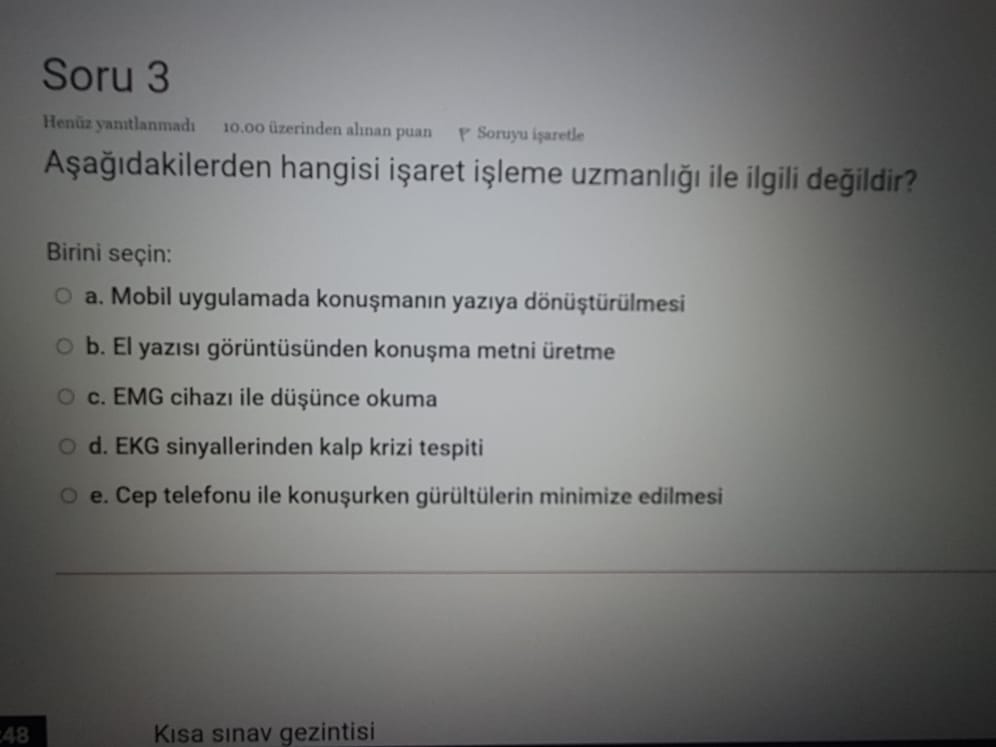 Soru 3
Henüz yanıtlanmadı 10.00 üzerinden alınan puan Soruyu işaretle
Aşağıdakilerden hangisi işaret işleme uzmanlığı ile ilgili değildir?
Birini seçin:
a. Mobil uygulamada konuşmanın yazıya dönüştürülmesi
b. El yazısı görüntüsünden konuşma metni üretme
c. EMG cihazı ile düşünce okuma
d. EKG sinyallerinden kalp krizi tespiti
e. Cep telefonu ile konuşurken gürültülerin minimize edilmesi
:48 Kısa sınav gezintisi